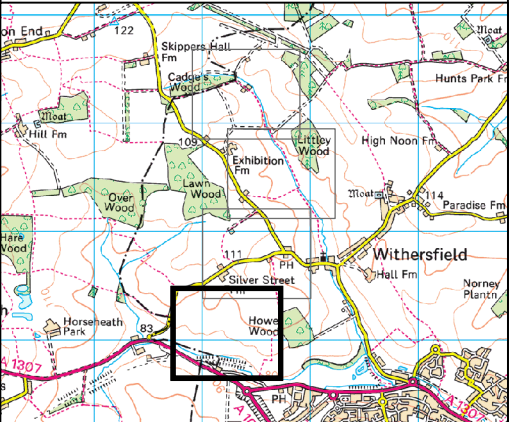 on End
122
Moat
Skippers Hall
Fm
Cadge's
Wood
Hunts Park F
Moat
Hill Fm
109
Littley
Wood
High Noon Fm
Exhibition
Fm
Lawn
Wood
Over
Wood
Moat
114
Paradise Fm
Hare
Wood
111
PH
Withersfield
Hall Fm
Silver Street
Fm
Norney
Plantn
Horseheath
Park
83
Howe
Wood
A 1307
PH
A 1307